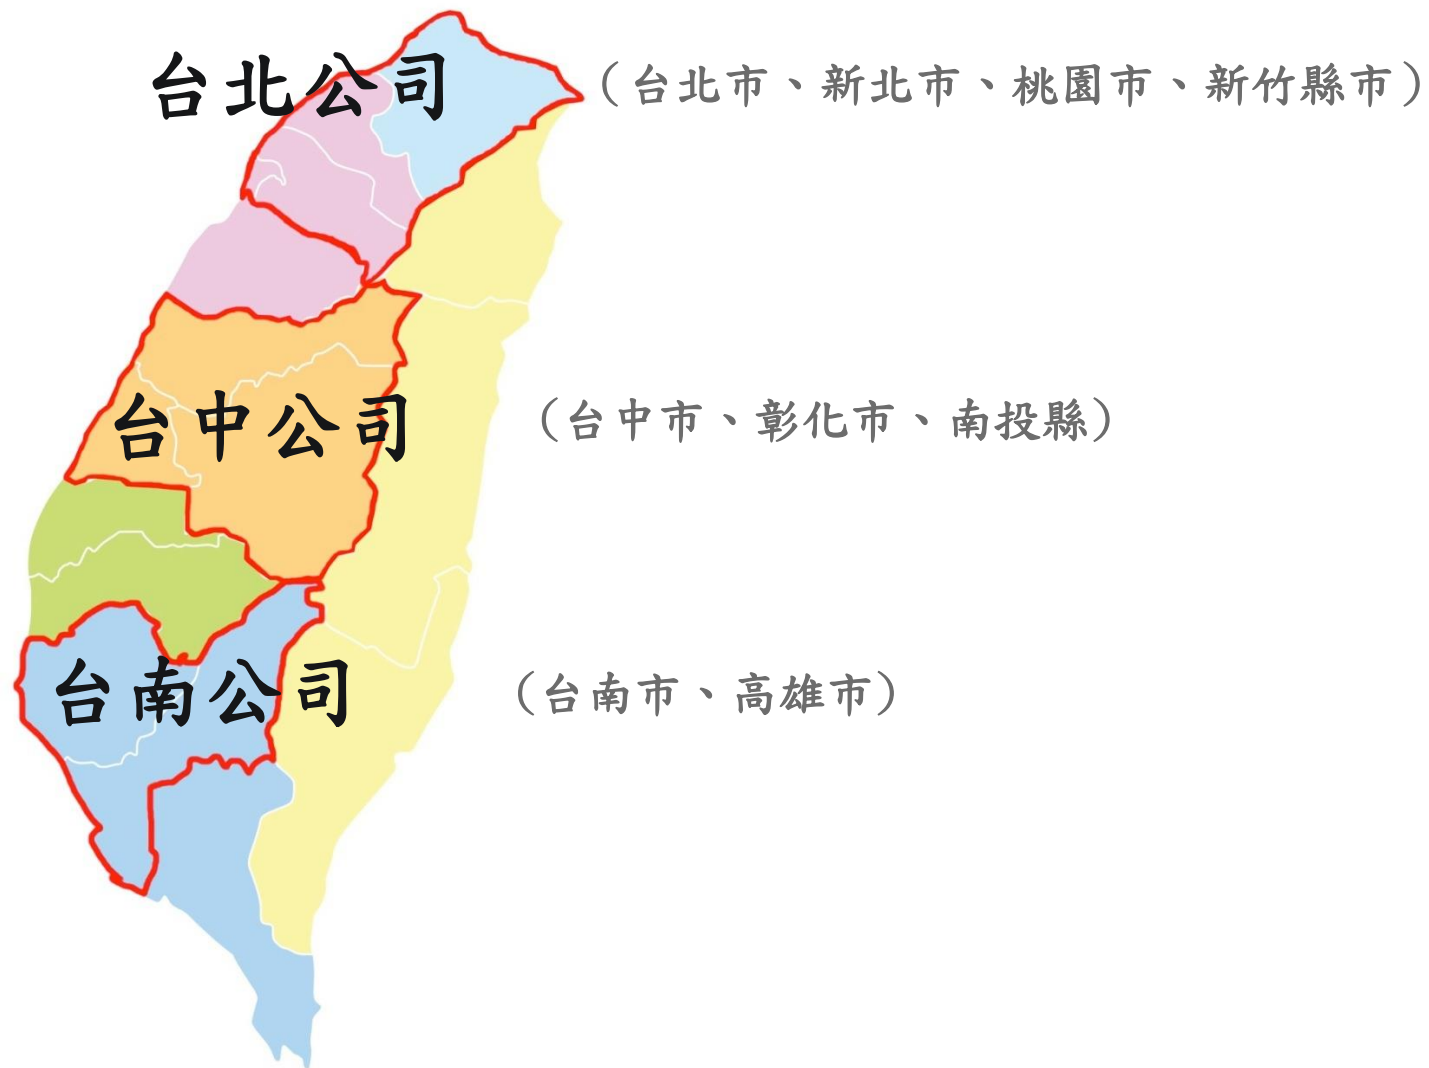 台北公司
（台北市、新北市、桃園市、新竹縣市）
台中公司
（台中市、彰化市、南投縣）
台南公司
（台南市、高雄市）